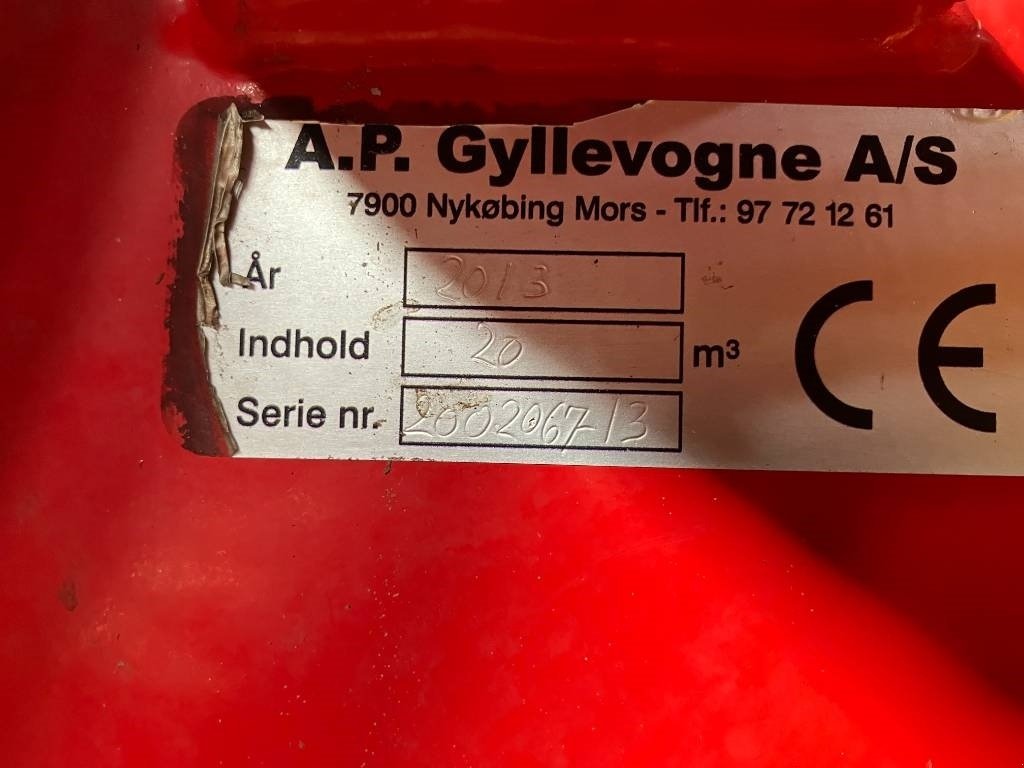 A.P. Gyllevogne A/S
7900 Nykøbing Mors - Tlf.: 97 72 12 61
År 2013
Indhold 20 m³
Serie nr. 2002067-13
CE